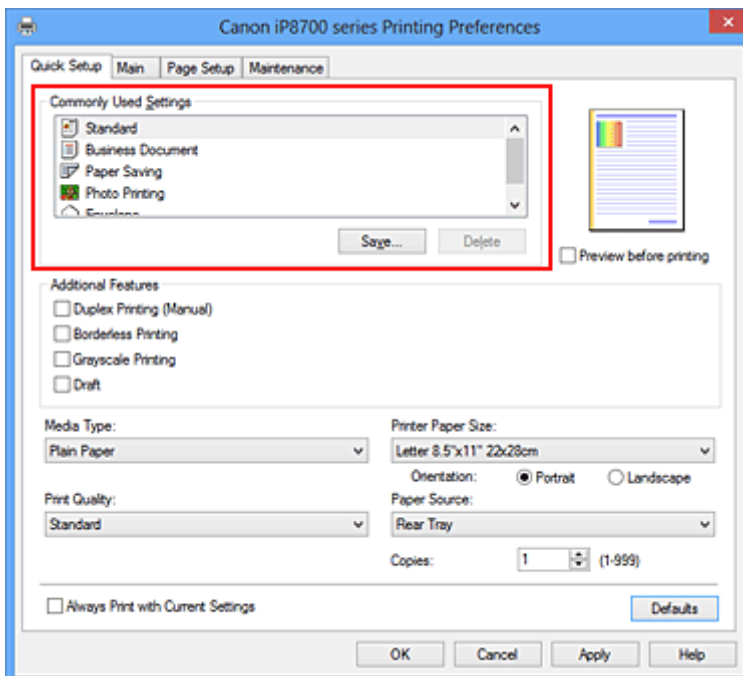 Canon iP8700 series Printing Preferences
Quick Setup Main Page Setup Maintenance
Commonly Used Settings
Standard
Business Document
Paper Saving
Photo Printing
Envelope
Save... Delete
Preview before printing
Additional Features
Duplex Printing (Manual)
Borderless Printing
Grayscale Printing
Draft
Media Type: Printer Paper Size:
Plain Paper Letter 8.5"x11" 22x28cm
Orientation: Portrait Landscape
Print Quality: Paper Source:
Standard Rear Tray
Copies: 1 (1-999)
Always Print with Current Settings Defaults
OK Cancel Apply Help